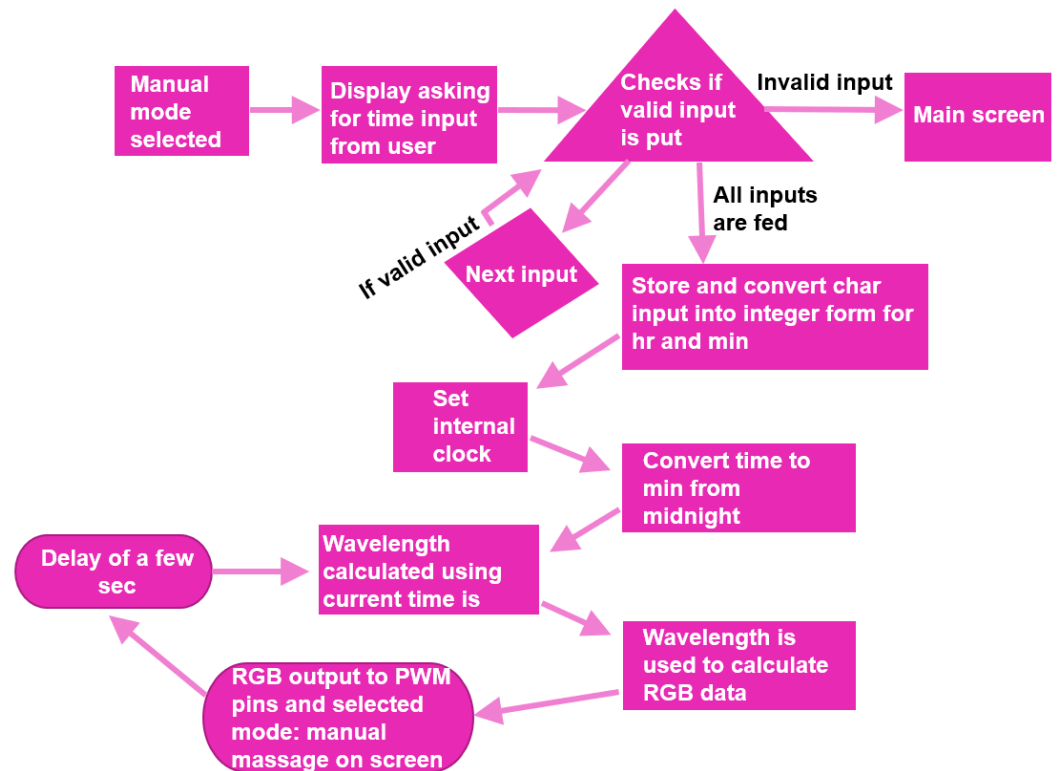 Manual
mode
selected
Display asking
for time input
from user
Checks if
valid input
is put
Invalid input
Main screen
If valid input
Next input
All inputs
are fed
Store and convert char
input into integer form for
hr and min
Set
internal
clock
Convert time to
min from
midnight
Wavelength
calculated using
current time is
Delay of a few
sec
Wavelength is
used to calculate
RGB data
RGB output to PWM
pins and selected
mode: manual
massage on screen